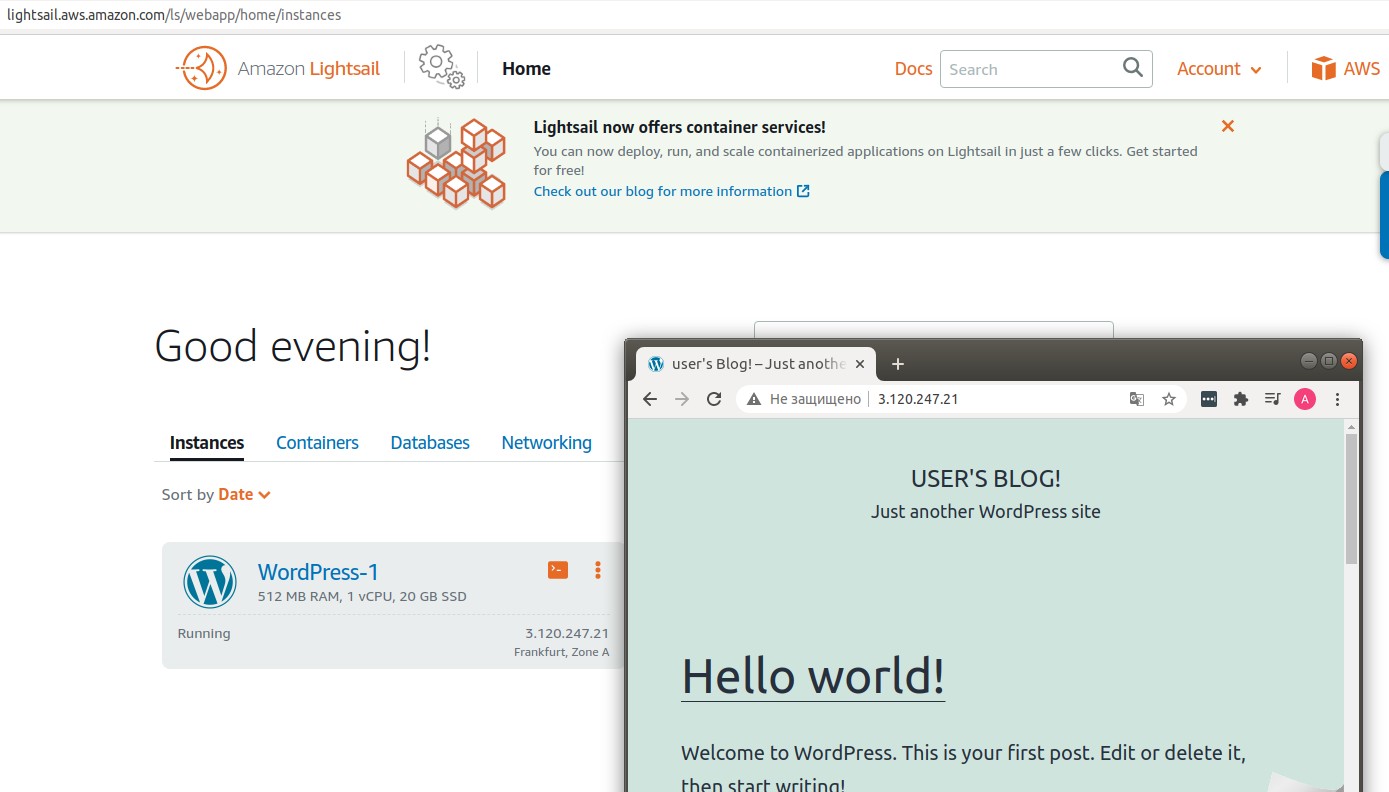 lightsail.aws.amazon.com/ls/webapp/home/instances
Amazon Lightsail
Home
Docs
Search
Account
AWS
Lightsail now offers container services!
You can now deploy, run, and scale containerized applications on Lightsail in just a few clicks. Get started
for free!
Check out our blog for more information
Good evening!
Instances
Containers
Databases
Networking
Sort by Date
WordPress-1
512 MB RAM, 1 vCPU, 20 GB SSD
Running
3.120.247.21
Frankfurt, Zone A
user's Blog! – Just anothe
Не защищено
3.120.247.21
A
USER'S BLOG!
Just another WordPress site
Hello world!
Welcome to WordPress. This is your first post. Edit or delete it,
then start writing!